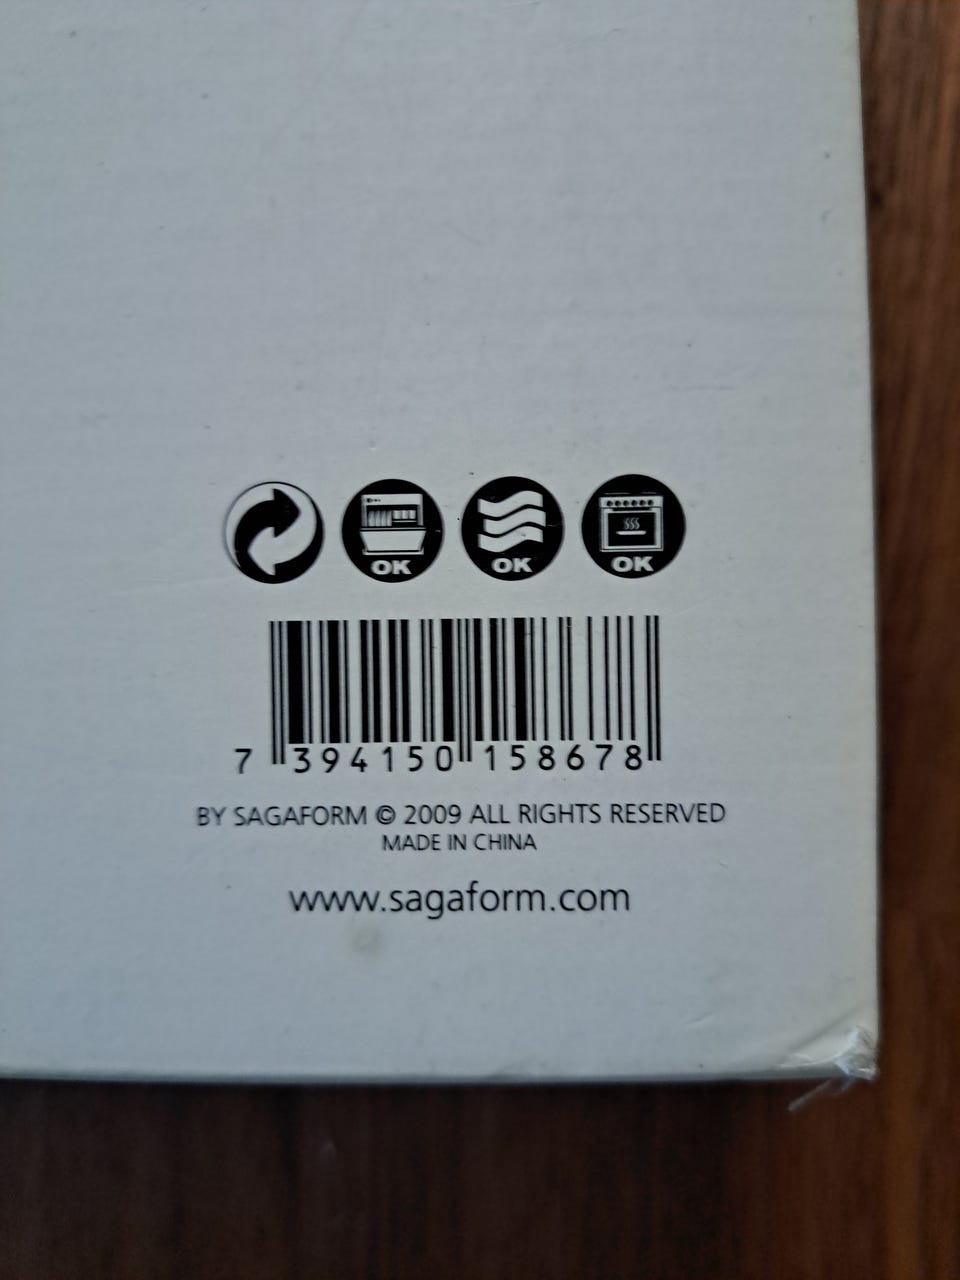 OK OK OK
7 394150 158678
BY SAGAFORM © 2009 ALL RIGHTS RESERVED
MADE IN CHINA
www.sagaform.com